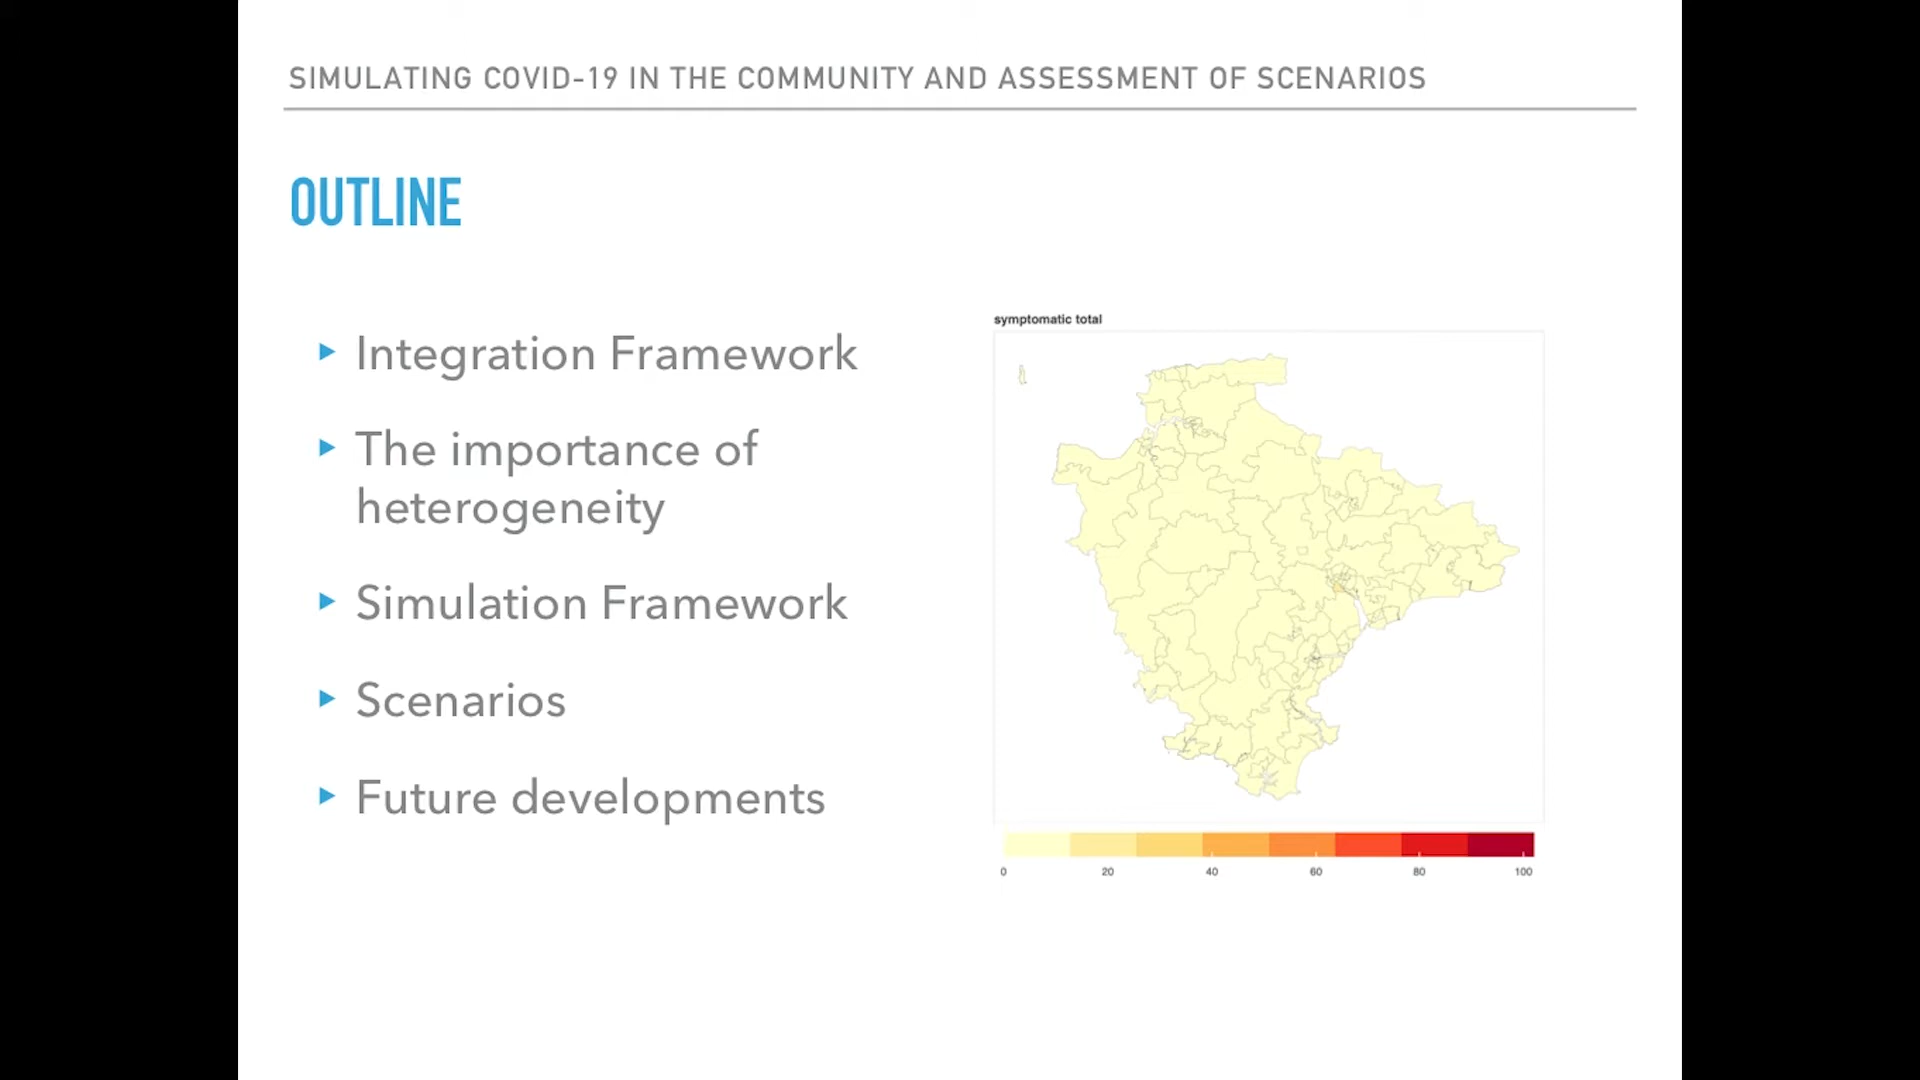 SIMULATING COVID-19 IN THE COMMUNITY AND ASSESSMENT OF SCENARIOS
OUTLINE
Integration Framework
The importance of
heterogeneity
Simulation Framework
Scenarios
Future developments
symptomatic total
0 20 40 60 80 100